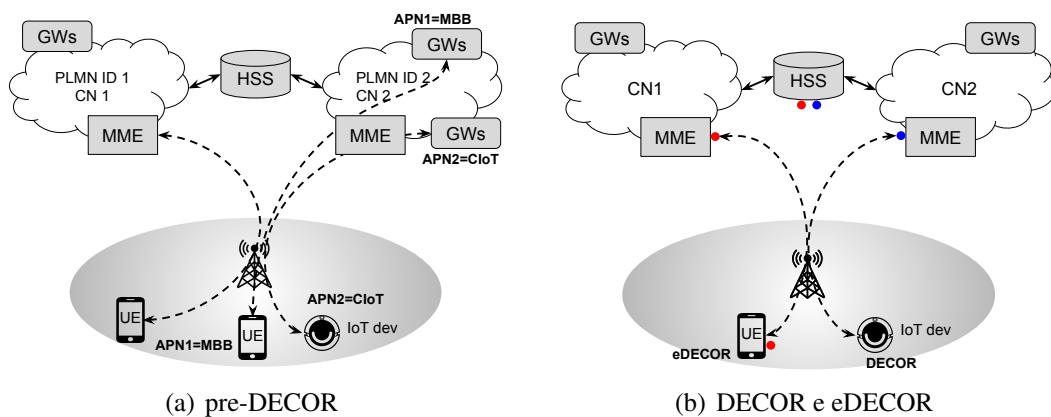 APN1=MBB
GWs
GWs
PLMN ID 1
CN 1
HSS
PLMN ID 2
CN 2
MME
MME
GWs
APN2=CIoT
APN2=CIoT
UE
UE
IoT dev
APN1=MBB
(a) pre-DECOR
GWs
GWs
CN1
HSS
CN2
MME
MME
UE
IoT dev
eDECOR
DECOR
(b) DECOR e eDECOR